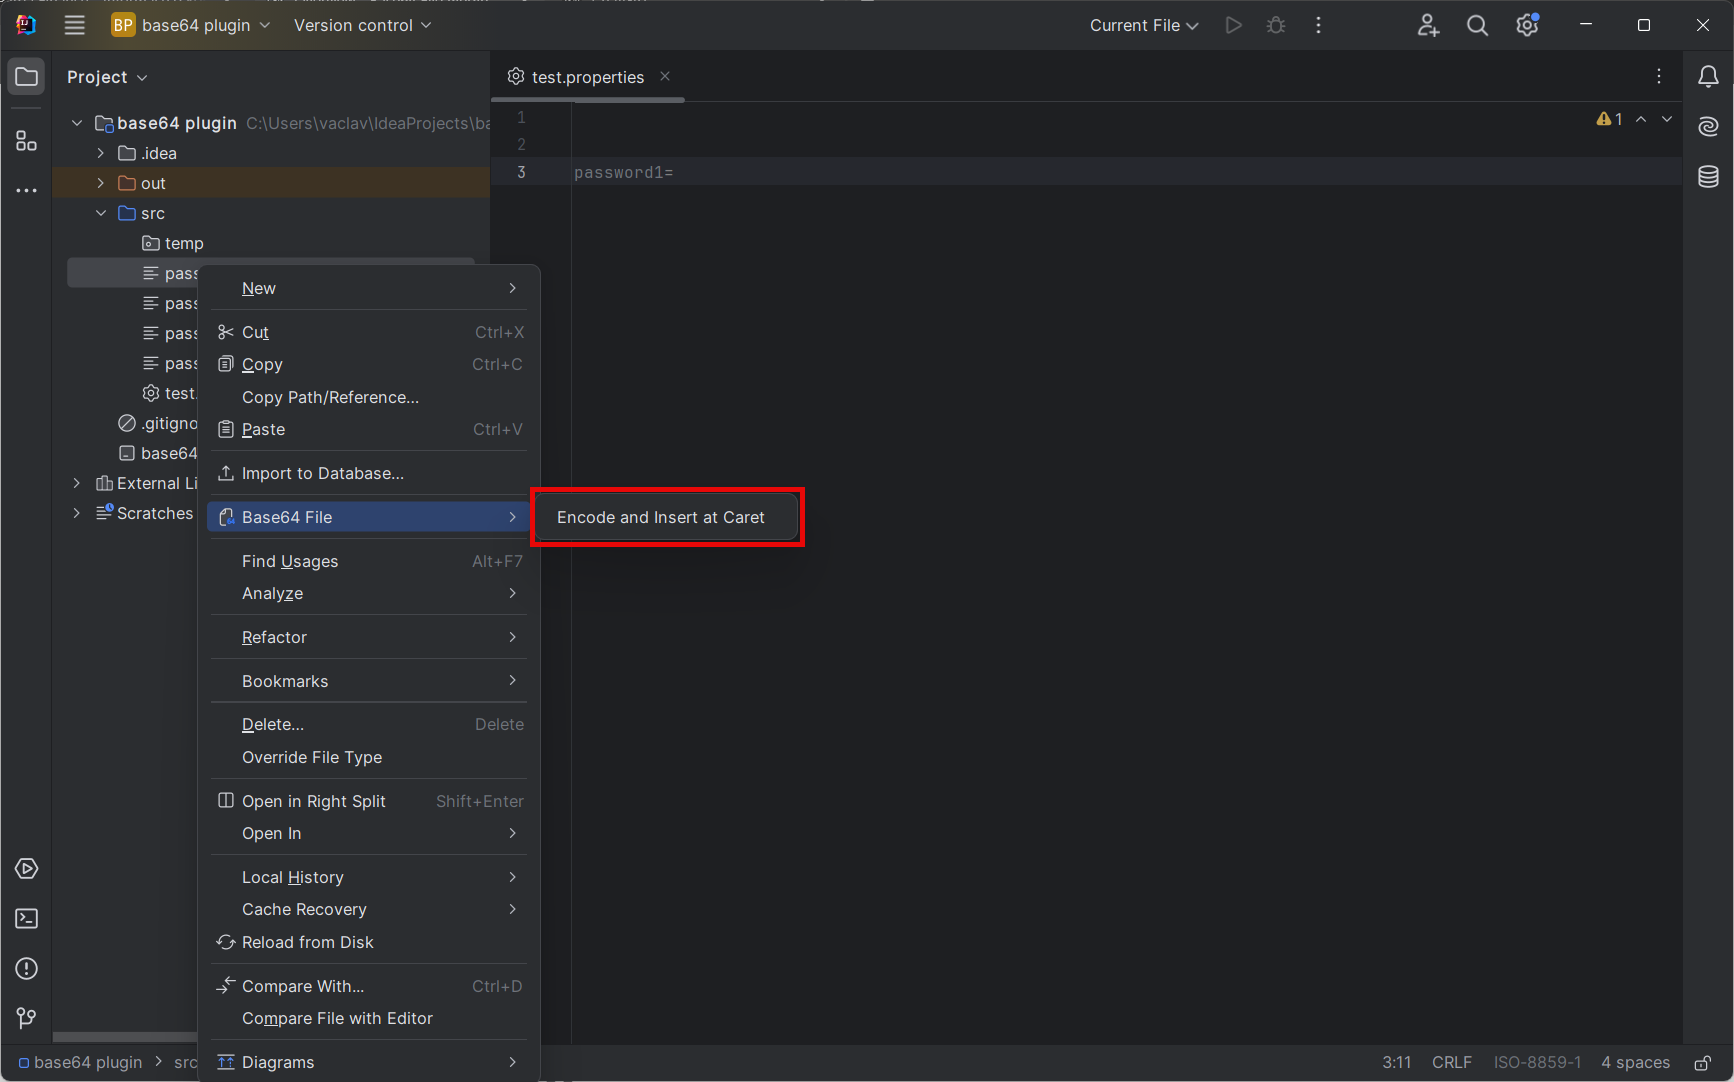 BP base64 plugin
Version control
Current File
Project
test.properties
base64 plugin C:\Users\vaclav\IdeaProjects\ba
.idea
out
src
temp
pass
pass
pass
pass
test.
.gitigno
base64
External Li
Scratches
1
2
3 password1=
1
New
Cut Ctrl+X
Copy Ctrl+C
Copy Path/Reference...
Paste Ctrl+V
Import to Database...
Base64 File
Encode and Insert at Caret
Find Usages Alt+F7
Analyze
Refactor
Bookmarks
Delete... Delete
Override File Type
Open in Right Split Shift+Enter
Open In
Local History
Cache Recovery
Reload from Disk
Compare With... Ctrl+D
Compare File with Editor
Diagrams
base64 plugin > src
3:11 CRLF ISO-8859-1 4 spaces